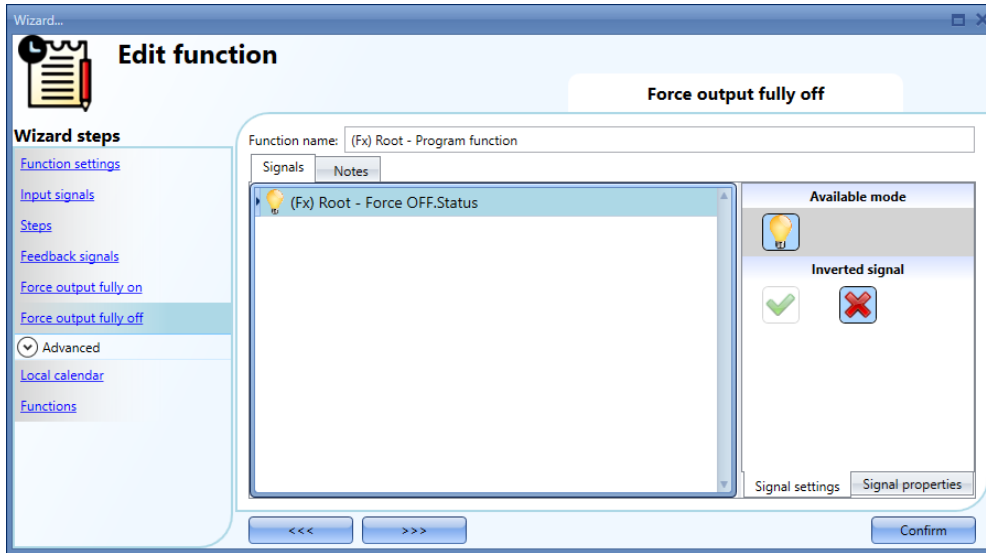 Wizard...
Edit function
Force output fully off
Wizard steps
Function settings
Input signals
Steps
Feedback signals
Force output fully on
Force output fully off
Advanced
Local calendar
Functions
Function name: (Fx) Root - Program function
Signals Notes
(Fx) Root - Force OFF.Status
Available mode
Inverted signal
Signal settings Signal properties
<<< >>> Confirm